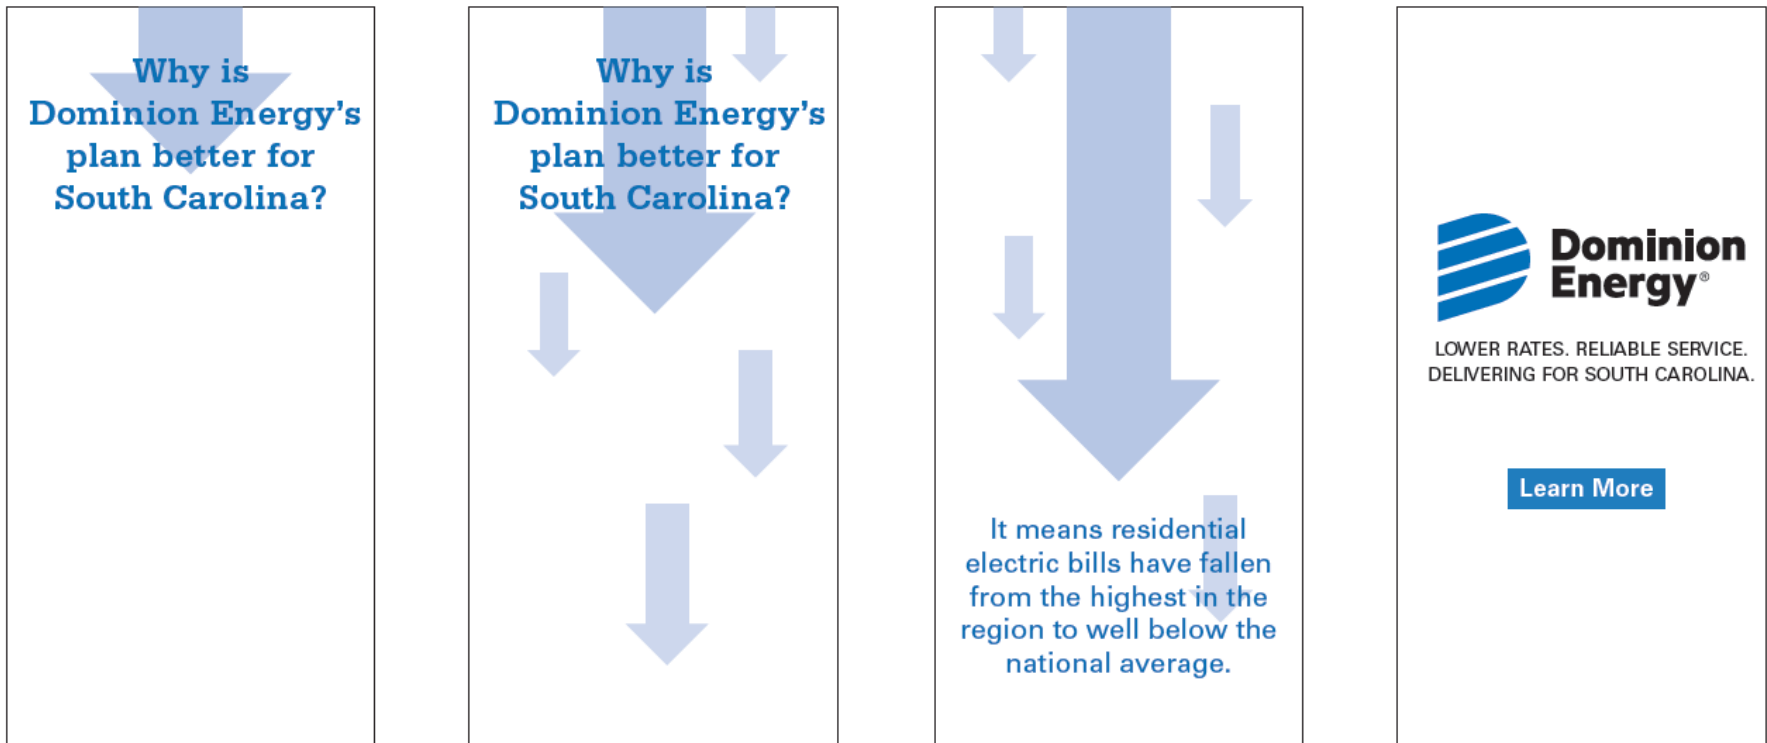 Why is
Dominion Energy's
plan better for
South Carolina?
Why is
Dominion Energy's
plan better for
South Carolina?
It means residential
electric bills have fallen
from the highest in the
region to well below the
national average.
Dominion
Energy®
LOWER RATES. RELIABLE SERVICE.
DELIVERING FOR SOUTH CAROLINA.
Learn More